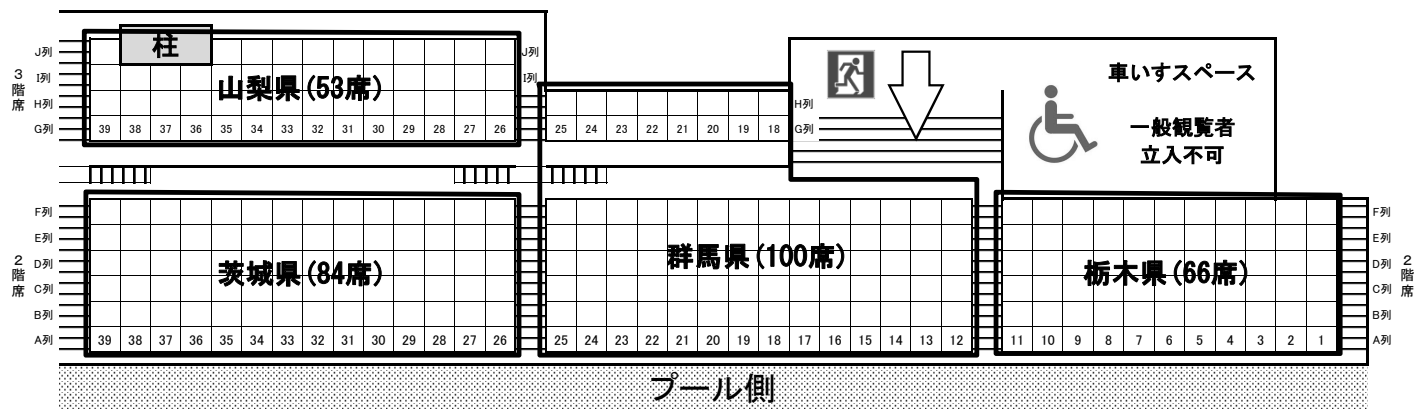 柱
J列
I列
H列
G列
3階席
山梨県(53席)
39 38 37 36 35 34 33 32 31 30 29 28 27 26
J列
I列
25 24 23 22 21 20 19 18
H列
G列
車いすスペース
一般観覧者
立入不可
F列
E列
D列
C列
B列
A列
2階席
茨城県(84席)
39 38 37 36 35 34 33 32 31 30 29 28 27 26
群馬県(100席)
25 24 23 22 21 20 19 18 17 16 15 14 13 12
栃木県(66席)
11 10 9 8 7 6 5 4 3 2 1
F列
E列
D列
C列
B列
A列
2階席
プール側